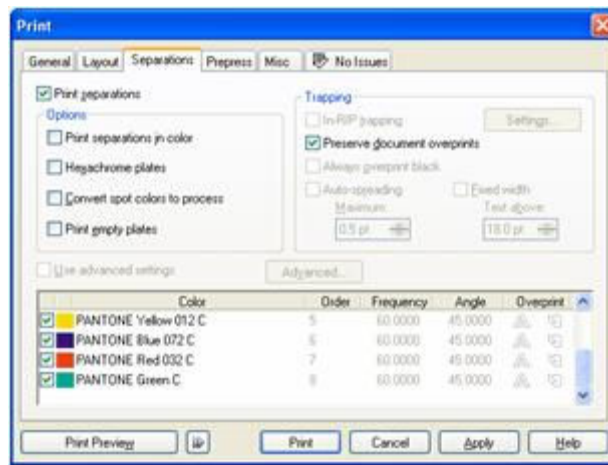 Print
General Layout Separations Prepress Misc No Issues
Print separations
Options
Print separations in color
Hexachrome plates
Convert spot colors to process
Print empty plates
Trapping
In-RIP trapping Settings...
Preserve document overprints
Always overprint black
Auto-spreading Fixed width
Maximum: Text above:
0.5 pt 18.0 pt
Use advanced settings Advanced...
Color Order Frequency Angle Overprint
PANTONE Yellow 012 C 5 60.0000 45.0000
PANTONE Blue 072 C 6 60.0000 45.0000
PANTONE Red 032 C 7 60.0000 45.0000
PANTONE Green C 8 60.0000 45.0000
Print Preview Print Cancel Apply Help